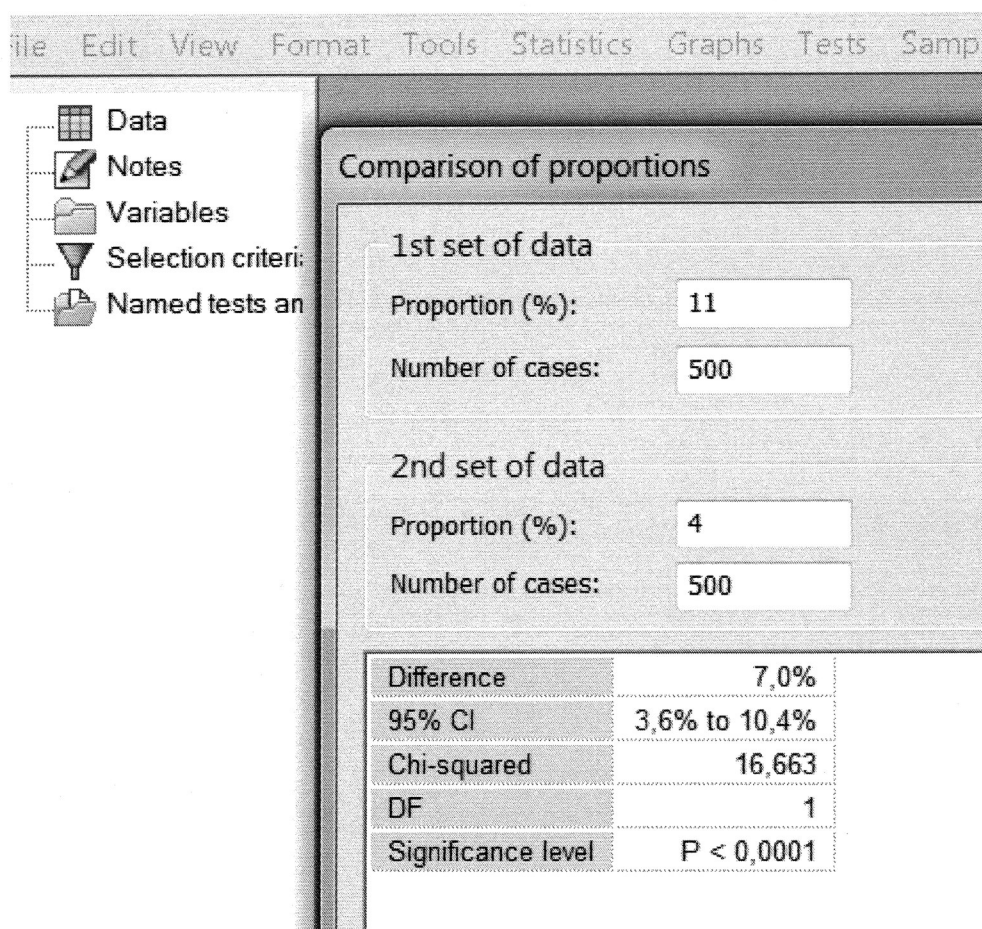 ile Edit View Format Tools Statistics Graphs Tests Samp
Data
Notes
Variables
Selection criteri
Named tests an
Comparison of proportions
1st set of data
Proportion (%): 11
Number of cases: 500
2nd set of data
Proportion (%): 4
Number of cases: 500
Difference 7,0%
95% CI 3,6% to 10,4%
Chi-squared 16,663
DF 1
Significance level P < 0,0001